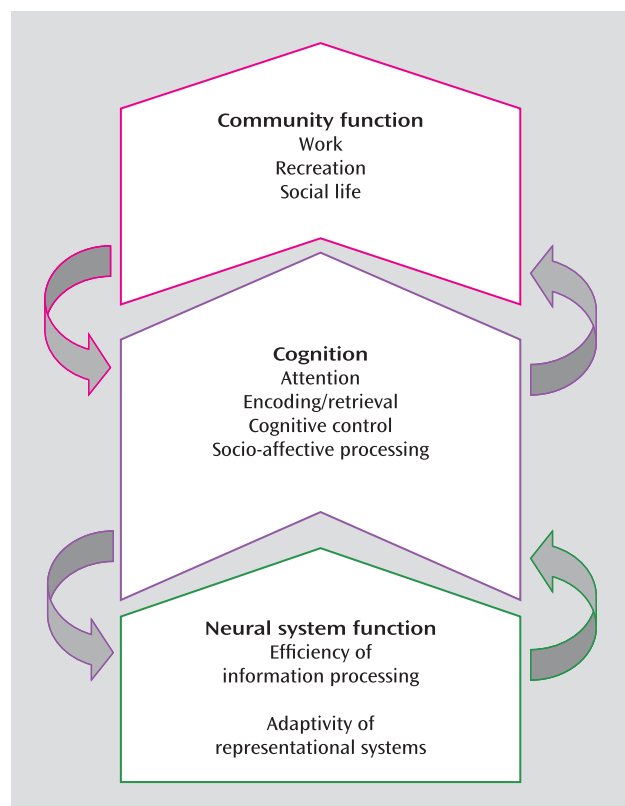 Community function
Work
Recreation
Social life
Cognition
Attention
Encoding/retrieval
Cognitive control
Socio-affective processing
Neural system function
Efficiency of
information processing
Adaptivity of
representational systems